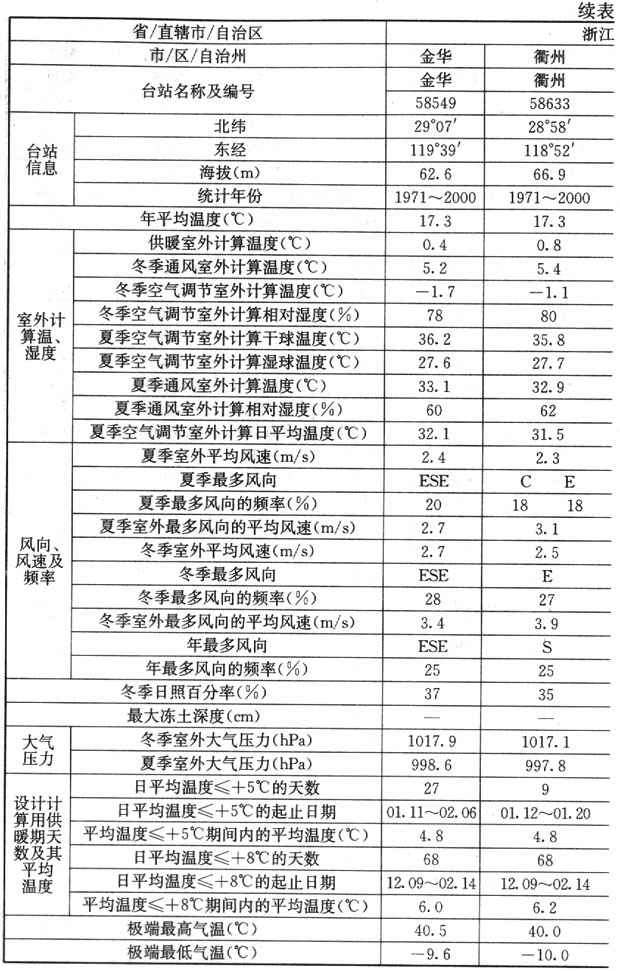 续表
省/直辖市/自治区 浙江
市/区/自治州 金华 衢州
台站名称及编号 金华 衢州
58549 58633
台站信息 北纬 29°07′ 28°58′
东经 119°39′ 118°52′
海拔(m) 62.6 66.9
统计年份 1971～2000 1971～2000
年平均温度(℃) 17.3 17.3
室外计算温、湿度 供暖室外计算温度(℃) 0.4 0.8
冬季通风室外计算温度(℃) 5.2 5.4
冬季空气调节室外计算温度(℃) －1.7 －1.1
冬季空气调节室外计算相对湿度(%) 78 80
夏季空气调节室外计算干球温度(℃) 36.2 35.8
夏季空气调节室外计算湿球温度(℃) 27.6 27.7
夏季通风室外计算温度(℃) 33.1 32.9
夏季通风室外计算相对湿度(%) 60 62
夏季空气调节室外计算日平均温度(℃) 32.1 31.5
风向、风速及频率 夏季室外平均风速(m/s) 2.4 2.3
夏季最多风向 ESE C E
夏季最多风向的频率(%) 20 18 18
夏季室外最多风向的平均风速(m/s) 2.7 3.1
冬季室外平均风速(m/s) 2.7 2.5
冬季最多风向 ESE E
冬季最多风向的频率(%) 28 27
冬季室外最多风向的平均风速(m/s) 3.4 3.9
年最多风向 ESE S
年最多风向的频率(%) 25 25
冬季日照百分率(%) 37 35
最大冻土深度(cm) — —
大气压力 冬季室外大气压力(hPa) 1017.9 1017.1
夏季室外大气压力(hPa) 998.6 997.8
设计计算用供暖期天数及其平均温度 日平均温度≤+5℃的天数 27 9
日平均温度≤+5℃的起止日期 01.11～02.06 01.12～01.20
平均温度≤+5℃期间内的平均温度(℃) 4.8 4.8
日平均温度≤+8℃的天数 68 68
日平均温度≤+8℃的起止日期 12.09～02.14 12.09～02.14
平均温度≤+8℃期间内的平均温度(℃) 6.0 6.2
极端最高气温(℃) 40.5 40.0
极端最低气温(℃) －9.6 －10.0